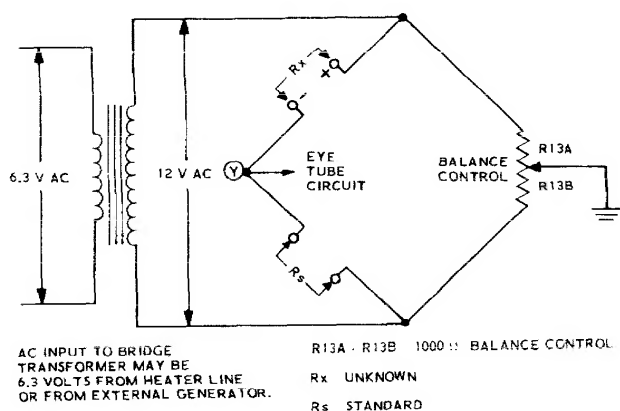 6.3 V AC
12 V AC
Rx
X
Y
EYE
TUBE
CIRCUIT
BALANCE
CONTROL
R13A
R13B
Rs
AC INPUT TO BRIDGE
TRANSFORMER MAY BE
6.3 VOLTS FROM HEATER LINE
OR FROM EXTERNAL GENERATOR.
R13A - R13B 1000 Ω BALANCE CONTROL
Rx UNKNOWN
Rs STANDARD